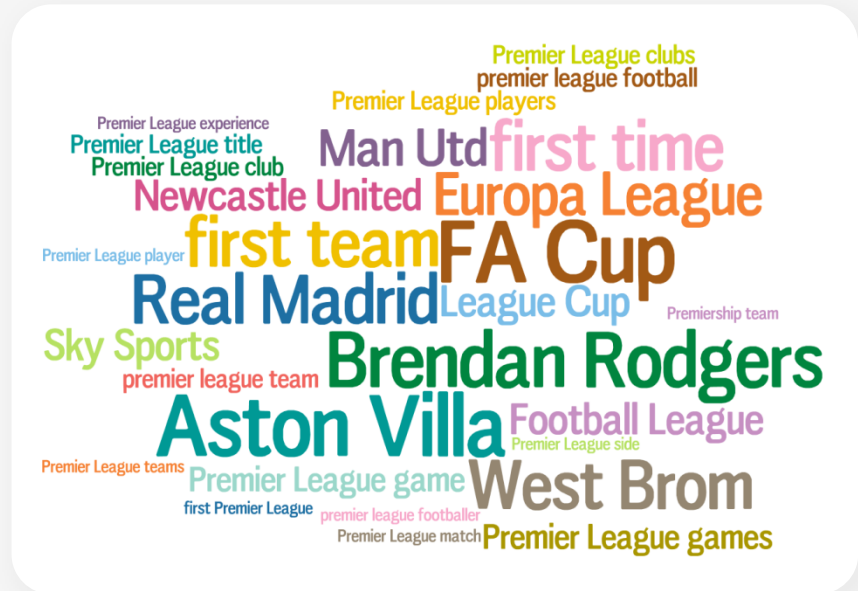 Premier League clubs
premier league football
Premier League players
Premier League experience
Premier League title
Man Utd first time
Premier League club
Newcastle United Europa League
first team FA Cup
Premier League player
Real Madrid League Cup
Premiership team
Sky Sports
Brendan Rodgers
premier league team
Aston Villa Football League
Premier League side
Premier League teams
Premier League game West Brom
first Premier League
premier league footballer
Premier League match Premier League games